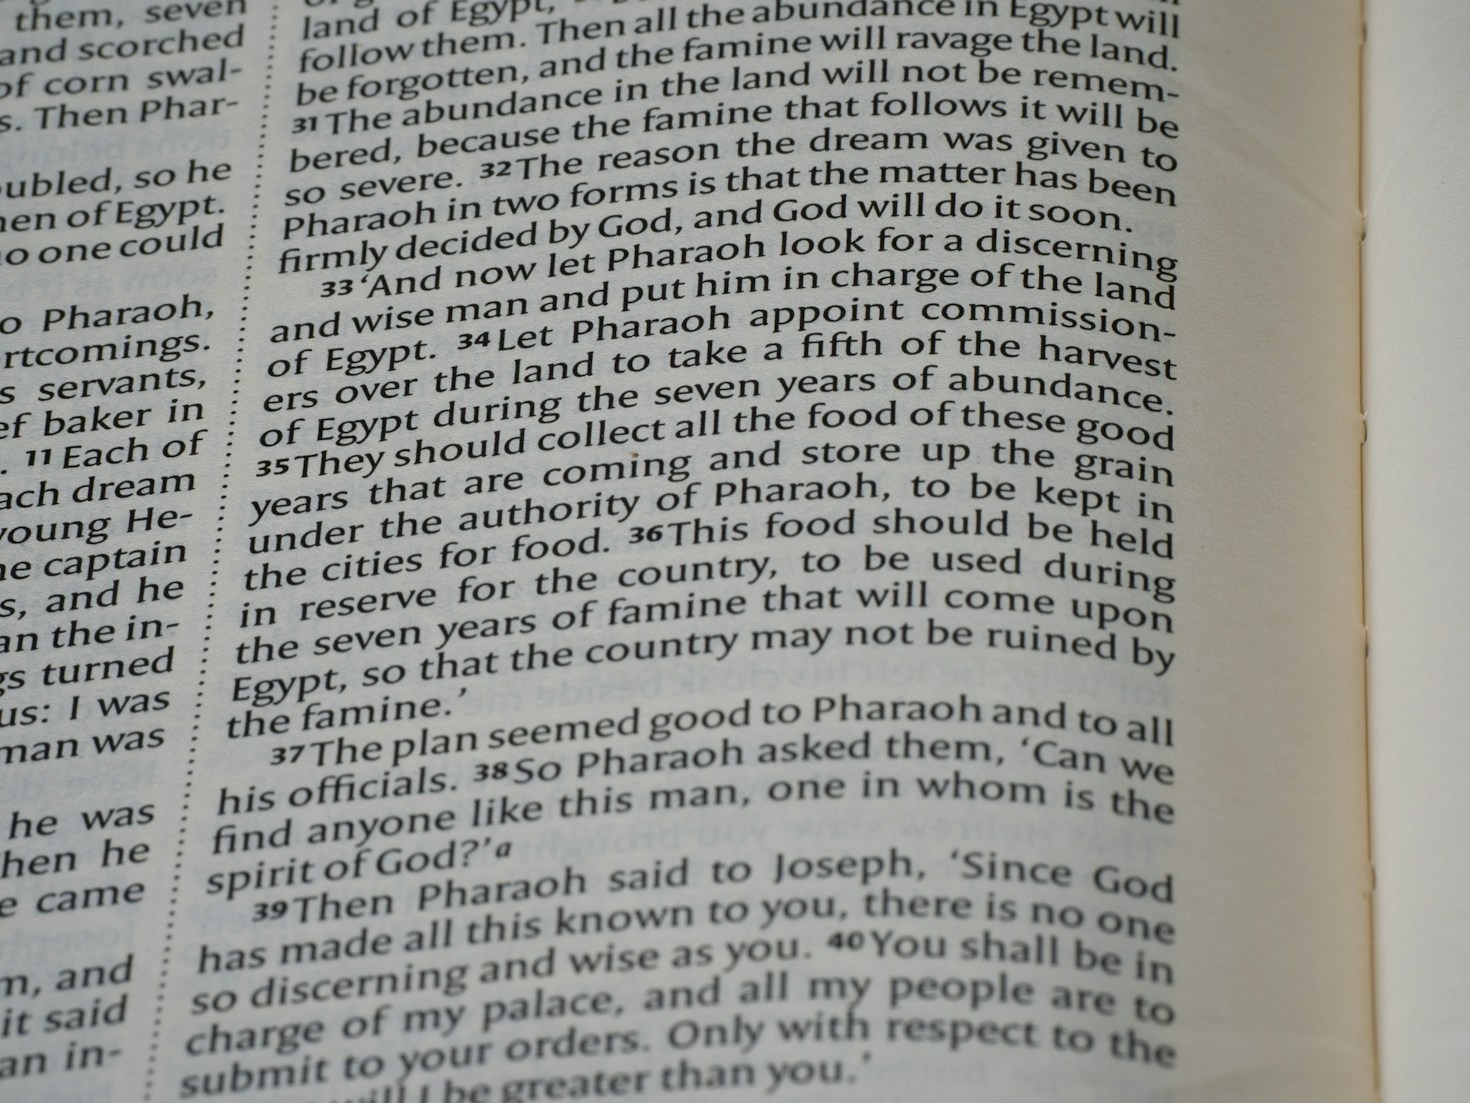 them, seven
and scorched
of corn swal-
s. Then Phar-
oubled, so he
men of Egypt.
no one could
o Pharaoh,
rtcomings.
s servants,
ef baker in
. 11 Each of
ach dream
young He-
he captain
s, and he
an the in-
gs turned
us: I was
man was
he was
hen he
e came
m, and
it said
an in-
land of Egypt,
follow them. Then all the abundance in Egypt will
be forgotten, and the famine will ravage the land.
31 The abundance in the land will not be remem-
bered, because the famine that follows it will be
so severe. 32 The reason the dream was given to
Pharaoh in two forms is that the matter has been
firmly decided by God, and God will do it soon.
33 ‘And now let Pharaoh look for a discerning
and wise man and put him in charge of the land
of Egypt. 34 Let Pharaoh appoint commission-
ers over the land to take a fifth of the harvest
of Egypt during the seven years of abundance.
35 They should collect all the food of these good
years that are coming and store up the grain
under the authority of Pharaoh, to be kept in
the cities for food. 36 This food should be held
in reserve for the country, to be used during
the seven years of famine that will come upon
Egypt, so that the country may not be ruined by
the famine.’
37 The plan seemed good to Pharaoh and to all
his officials. 38 So Pharaoh asked them, ‘Can we
find anyone like this man, one in whom is the
spirit of God?’ a
39 Then Pharaoh said to Joseph, ‘Since God
has made all this known to you, there is no one
so discerning and wise as you. 40 You shall be in
charge of my palace, and all my people are to
submit to your orders. Only with respect to the
will I be greater than you.’